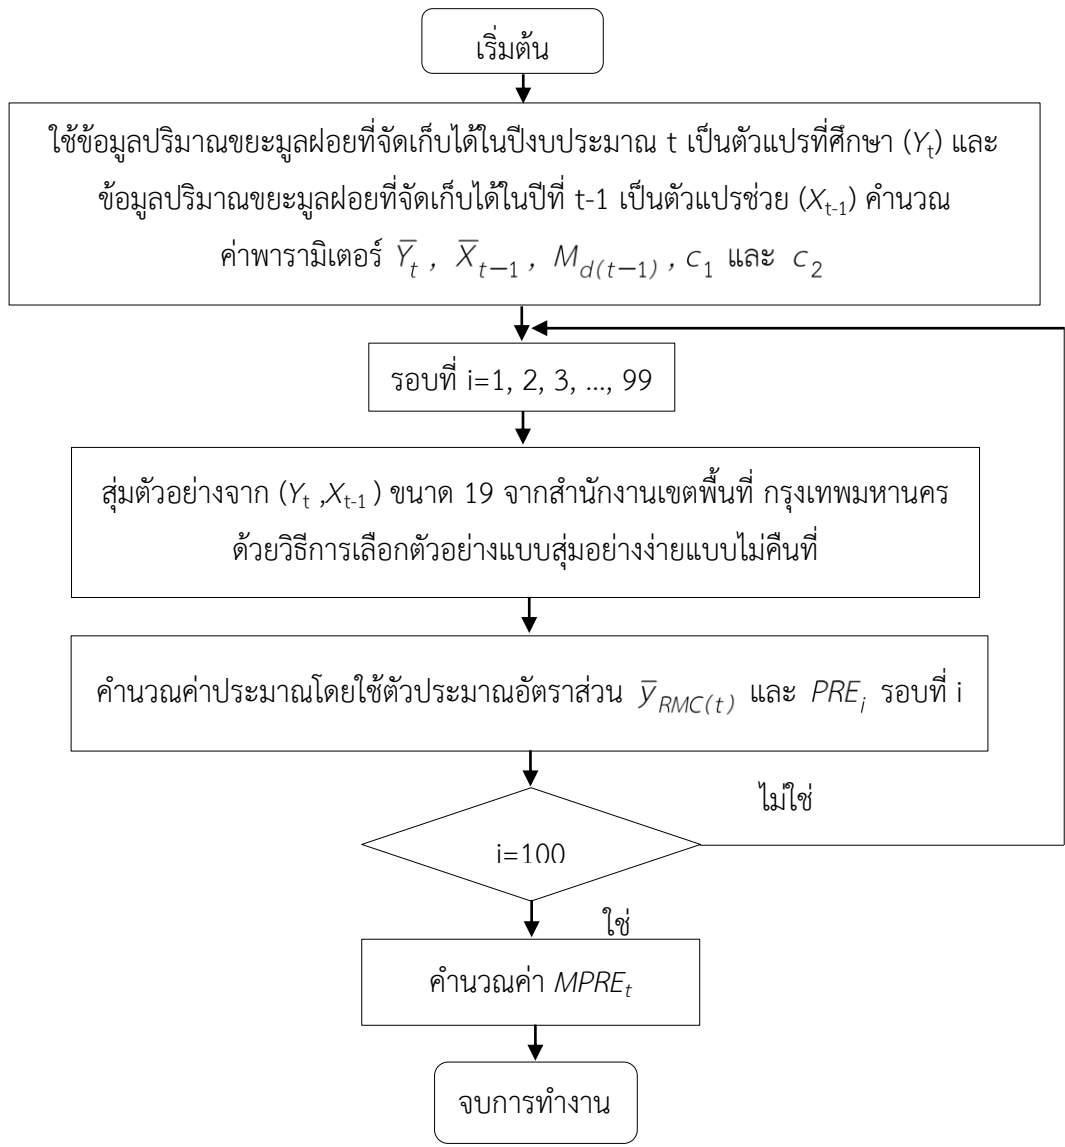 เริ่มต้น
ใช้ข้อมูลปริมาณขยะมูลฝอยที่จัดเก็บได้ในปีงบประมาณ t เป็นตัวแปรที่ศึกษา (Yₜ) และ
ข้อมูลปริมาณขยะมูลฝอยที่จัดเก็บได้ในปีที่ t-1 เป็นตัวแปรช่วย (Xₜ₋₁) คำนวณ
ค่าพารามิเตอร์ Y̅ₜ , X̅ₜ₋₁ , M_d(t−1) , c₁ และ c₂
รอบที่ i=1, 2, 3, ..., 99
สุ่มตัวอย่างจาก (Yₜ ,Xₜ₋₁ ) ขนาด 19 จากสำนักงานเขตพื้นที่ กรุงเทพมหานคร
ด้วยวิธีการเลือกตัวอย่างแบบสุ่มอย่างง่ายแบบไม่คืนที่
คำนวณค่าประมาณโดยใช้ตัวประมาณอัตราส่วน y̅_RMC(t) และ PREᵢ รอบที่ i
ไม่ใช่
i=100
ใช่
คำนวณค่า MPREₜ
จบการทำงาน